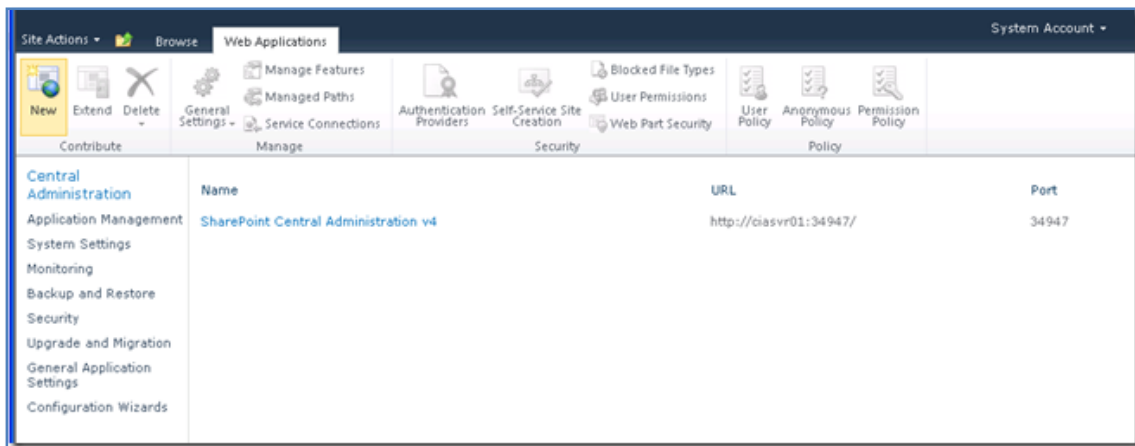 System Account
Site Actions Browse Web Applications
Manage Features
Managed Paths
Service Connections
New Extend Delete
General
Settings
Authentication
Providers
Self-Service Site
Creation
Blocked File Types
User Permissions
Web Part Security
User
Policy
Anonymous
Policy
Permission
Policy
Contribute Manage Security Policy
Central
Administration
Application Management
System Settings
Monitoring
Backup and Restore
Security
Upgrade and Migration
General Application
Settings
Configuration Wizards
Name URL Port
SharePoint Central Administration v4 http://ciasvr01:34947/ 34947